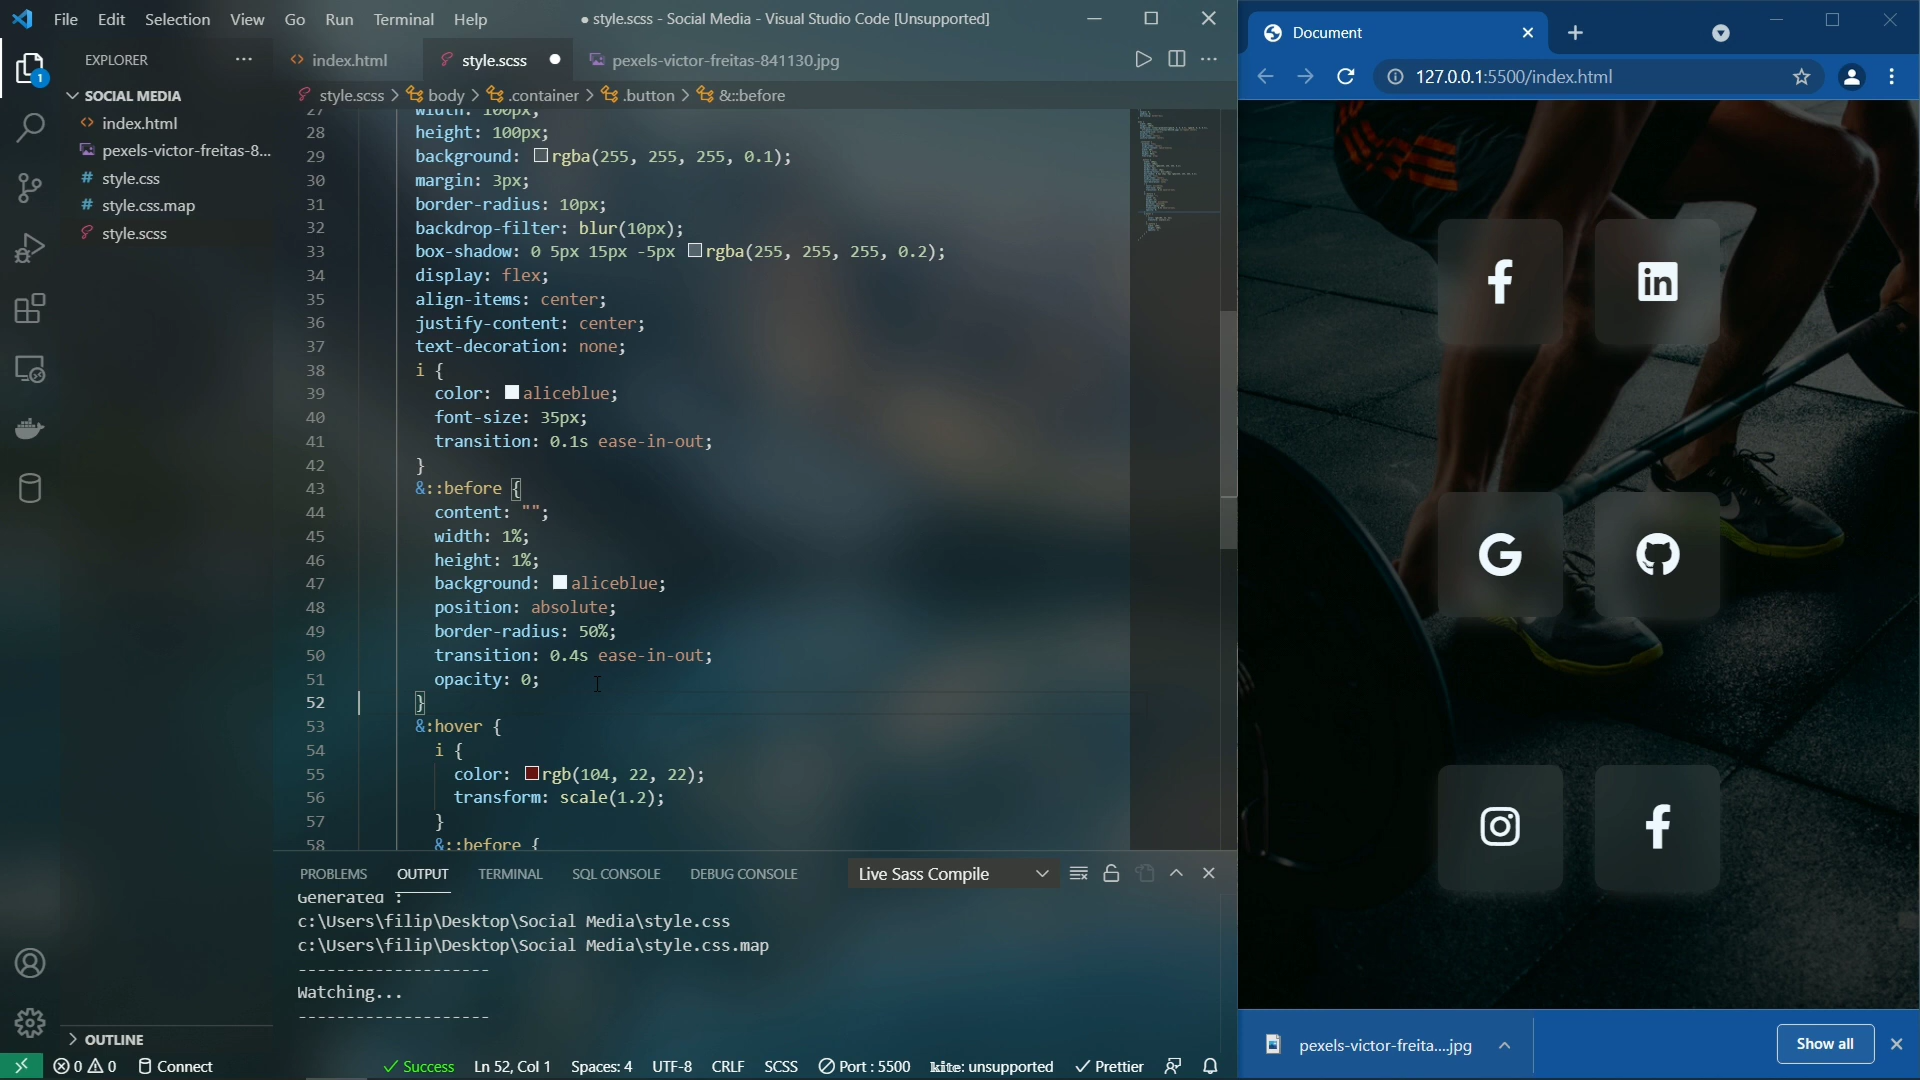 File Edit Selection View Go Run Terminal Help
● style.scss - Social Media - Visual Studio Code [Unsupported]
EXPLORER
index.html
style.scss
pexels-victor-freitas-841130.jpg
style.scss > body > .container > .button > &::before
SOCIAL MEDIA
index.html
pexels-victor-freitas-8...
style.css
style.css.map
style.scss
27 width: 100px;
28 height: 100px;
29 background: rgba(255, 255, 255, 0.1);
30 margin: 3px;
31 border-radius: 10px;
32 backdrop-filter: blur(10px);
33 box-shadow: 0 5px 15px -5px rgba(255, 255, 255, 0.2);
34 display: flex;
35 align-items: center;
36 justify-content: center;
37 text-decoration: none;
38 i {
39 color: aliceblue;
40 font-size: 35px;
41 transition: 0.1s ease-in-out;
42 }
43 &::before {
44 content: "";
45 width: 1%;
46 height: 1%;
47 background: aliceblue;
48 position: absolute;
49 border-radius: 50%;
50 transition: 0.4s ease-in-out;
51 opacity: 0;
52 }
53 &:hover {
54 i {
55 color: rgb(104, 22, 22);
56 transform: scale(1.2);
57 }
58 &::before {
PROBLEMS OUTPUT TERMINAL SQL CONSOLE DEBUG CONSOLE
Live Sass Compile
Generated :
c:\Users\filip\Desktop\Social Media\style.css
c:\Users\filip\Desktop\Social Media\style.css.map
--------------------
Watching...
--------------------
OUTLINE
0 0 Connect
Success Ln 52, Col 1 Spaces: 4 UTF-8 CRLF SCSS Port : 5500 kite: unsupported Prettier
1
Document
127.0.0.1:5500/index.html
f
in
G
f
pexels-victor-freita....jpg
Show all